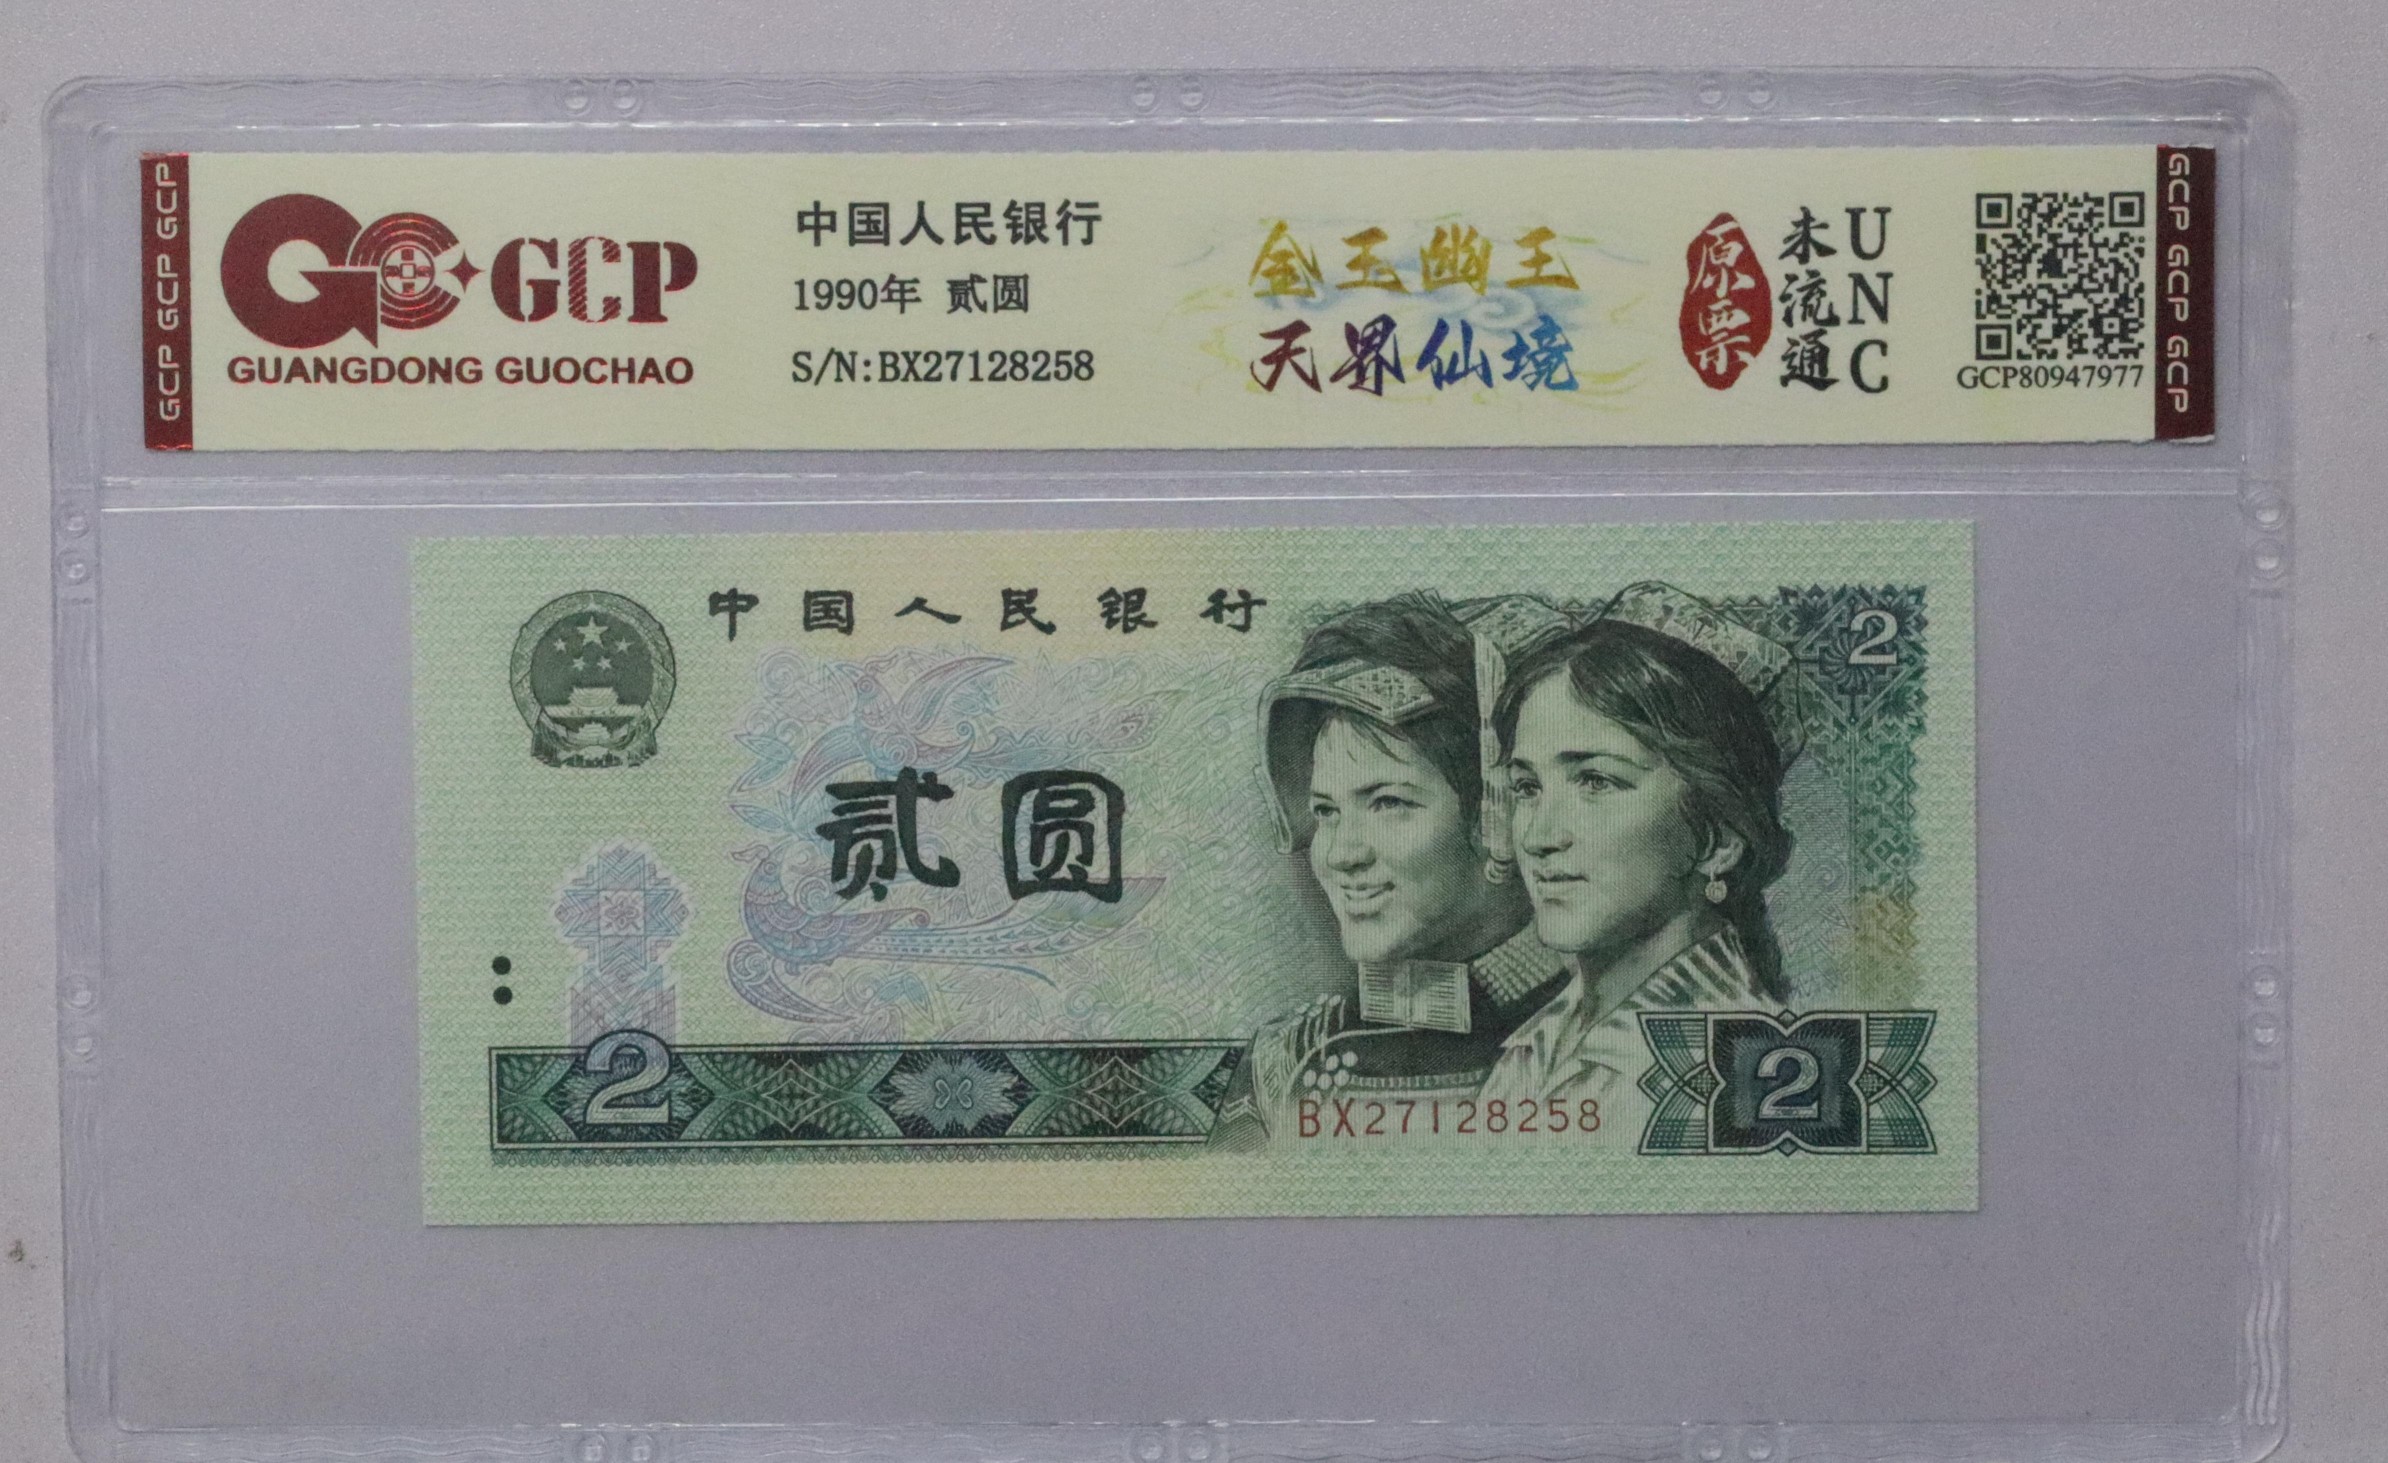 GCP GCP GCP
GCP
GUANGDONG GUOCHAO
中国人民银行
1990年 贰圆
S/N:BX27128258
金玉幽王
天界仙境
原票
未流通
UNC
GCP80947977
GCP GCP GCP
中国人民银行
2
贰圆
2
BX27128258
2